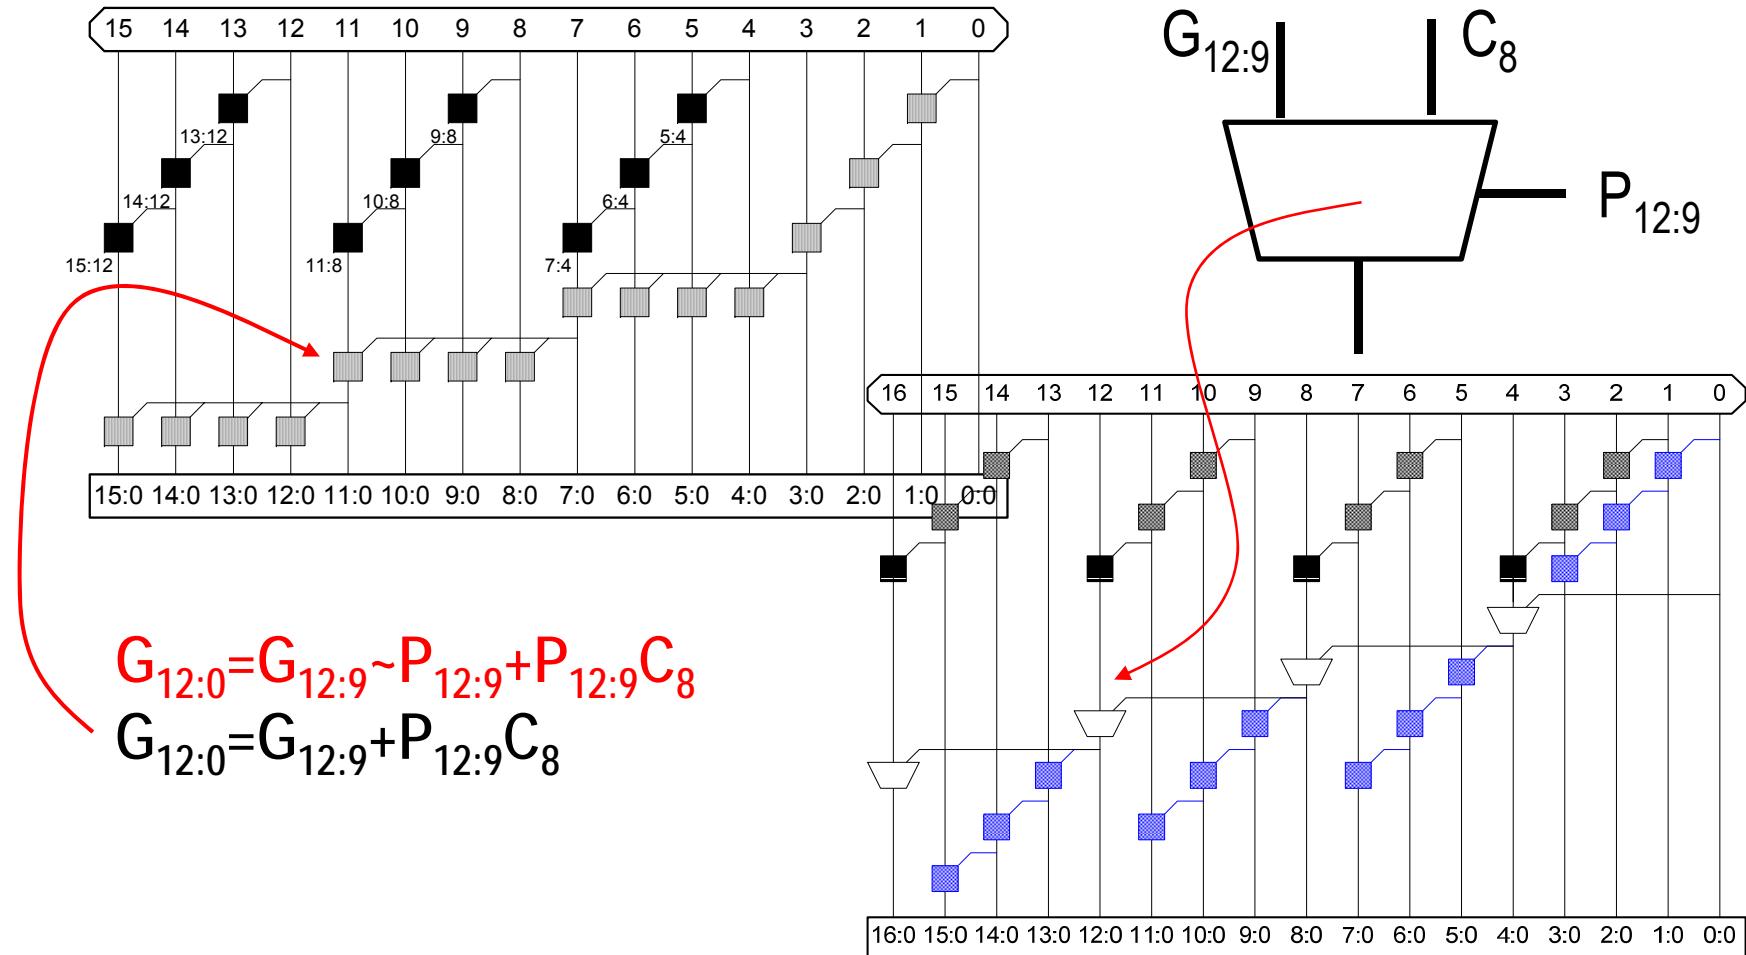 15 14 13 12 11 10 9 8 7 6 5 4 3 2 1 0
13:12 9:8 5:4
14:12 10:8 6:4
15:12 11:8 7:4
15:0 14:0 13:0 12:0 11:0 10:0 9:0 8:0 7:0 6:0 5:0 4:0 3:0 2:0 1:0 0:0
G12:9 C8
P12:9
16 15 14 13 12 11 10 9 8 7 6 5 4 3 2 1 0
16:0 15:0 14:0 13:0 12:0 11:0 10:0 9:0 8:0 7:0 6:0 5:0 4:0 3:0 2:0 1:0 0:0
G12:0=G12:9~P12:9+P12:9C8
G12:0=G12:9+P12:9C8